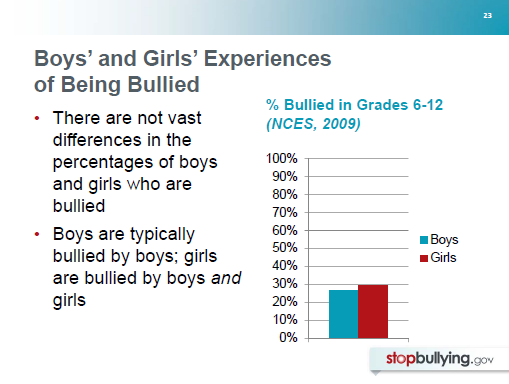 23
Boys’ and Girls’ Experiences
of Being Bullied
• There are not vast
differences in the
percentages of boys
and girls who are
bullied
• Boys are typically
bullied by boys; girls
are bullied by boys and
girls
% Bullied in Grades 6-12
(NCES, 2009)
100%
90%
80%
70%
60%
50%
40%
30%
20%
10%
0%
Boys
Girls
stopbullying.gov